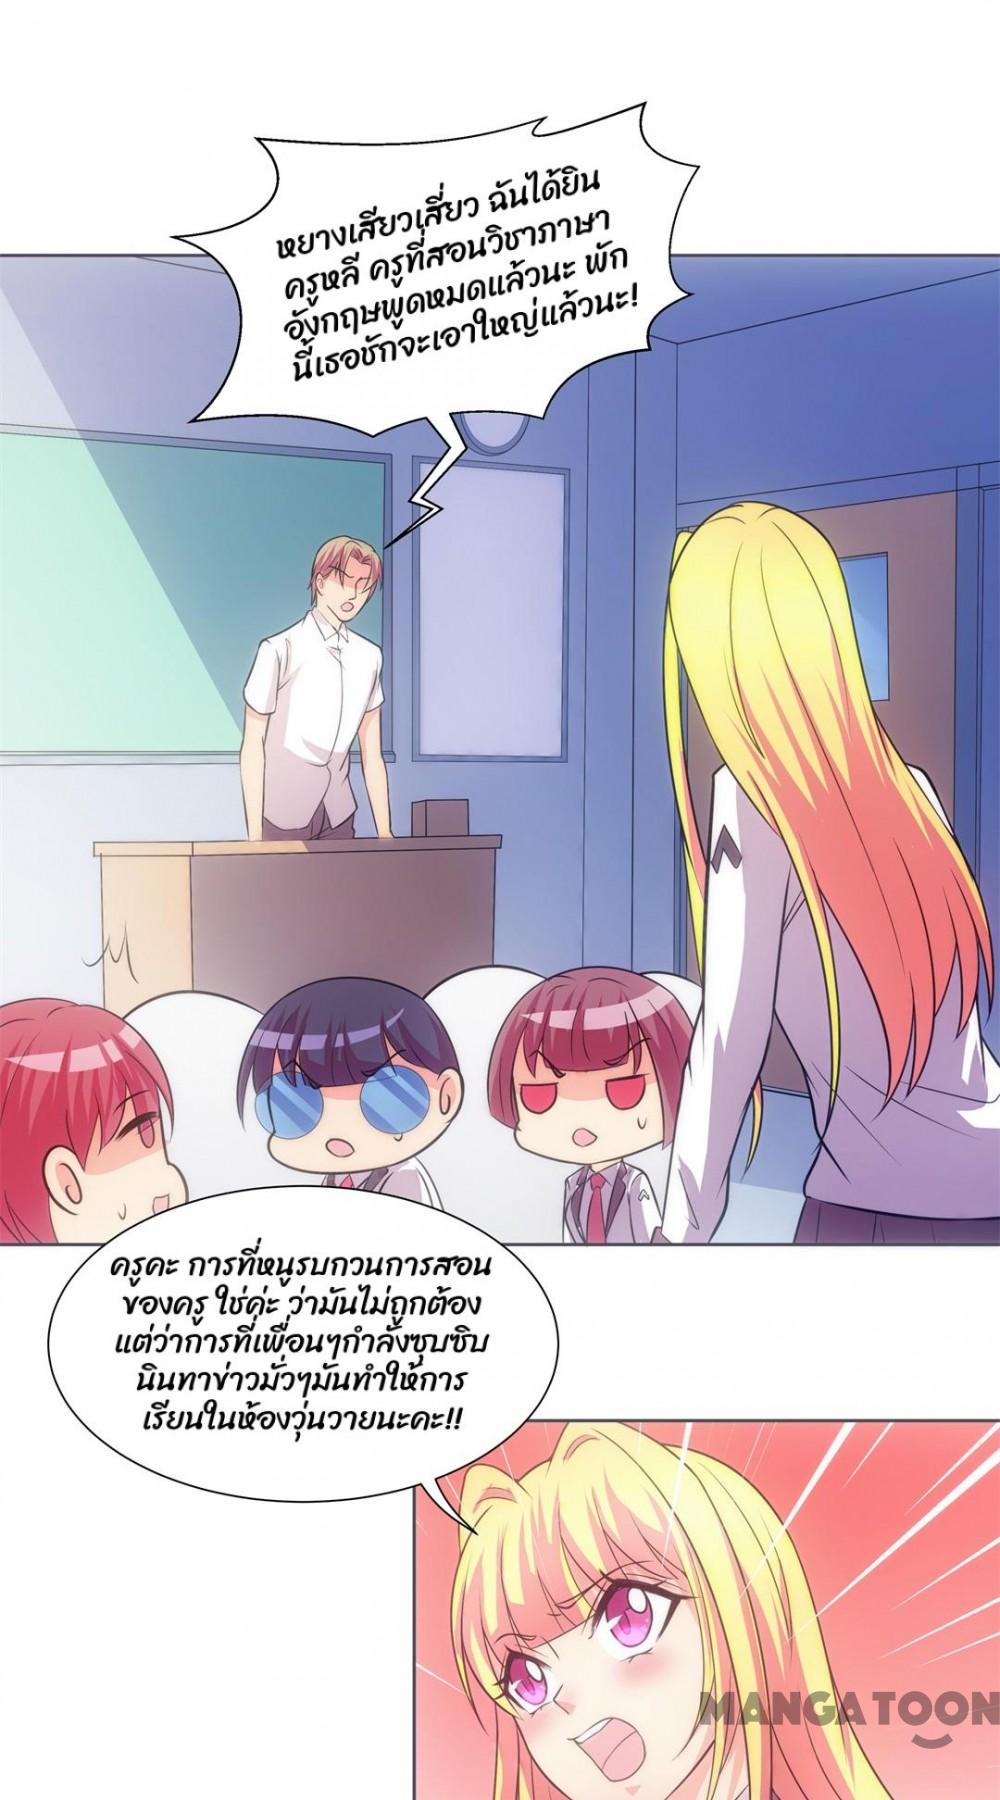 หยางเสียวเสี่ยว ฉันได้ยิน
ครูหลี ครูที่สอนวิชาภาษา
อังกฤษพูดหมดแล้วนะ พัก
นี้เธอชักจะเอาใหญ่แล้วนะ!
ครูคะ การที่หนูรบกวนการสอน
ของครู ใช่ค่ะ ว่ามันไม่ถูกต้อง
แต่ว่าการที่เพื่อนๆกำลังซุบซิบ
นินทาข่าวมั่วๆมันทำให้การ
เรียนในห้องวุ่นวายนะคะ!!
MANGATOON